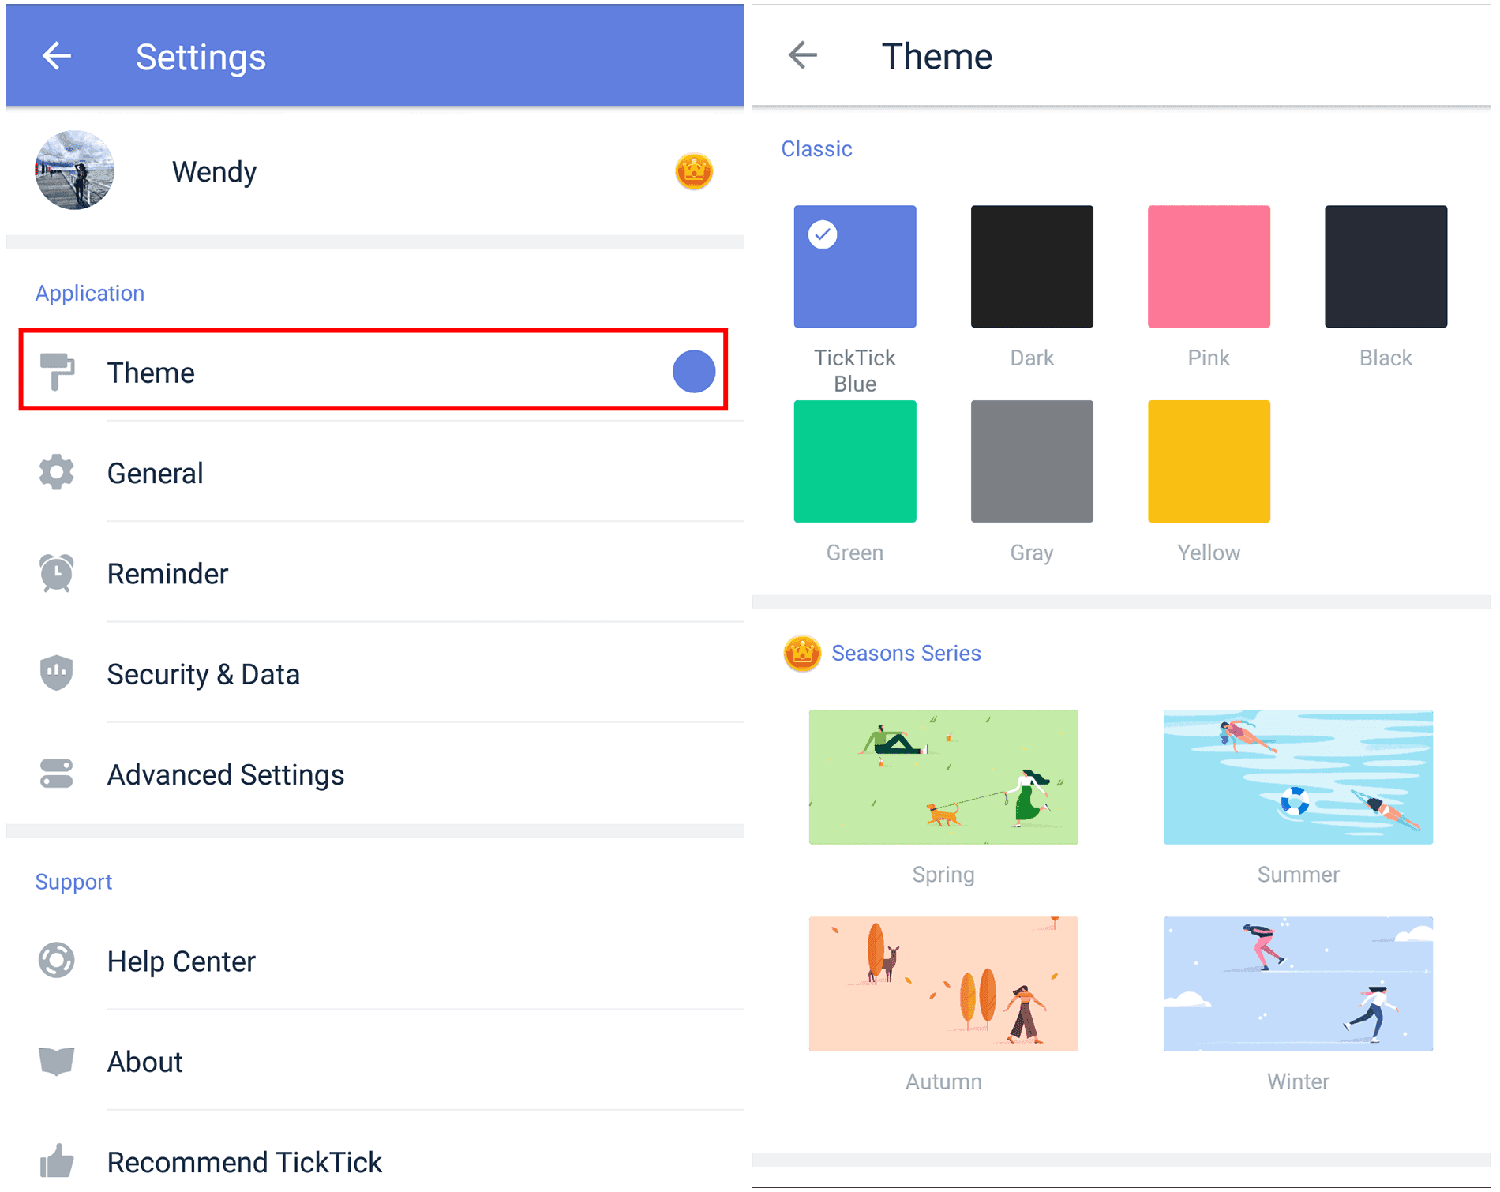 Settings
Wendy
Application
Theme
General
Reminder
Security & Data
Advanced Settings
Support
Help Center
About
Recommend TickTick
Theme
Classic
TickTick
Blue
Dark
Pink
Black
Green
Gray
Yellow
Seasons Series
Spring
Summer
Autumn
Winter